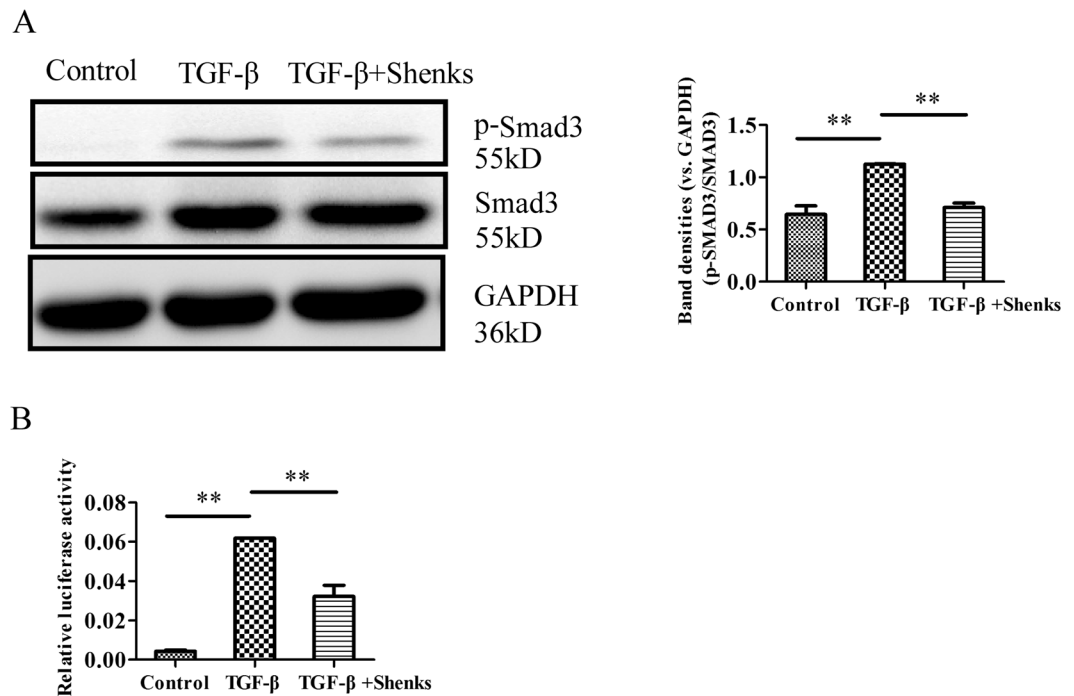 A
Control TGF-β TGF-β+Shenks
p-Smad3
55kD
Smad3
55kD
GAPDH
36kD
Band densities (vs. GAPDH)
(p-SMAD3/SMAD3)
1.5
1.0
0.5
0.0
**
**
Control TGF-β TGF-β +Shenks
B
Relative luciferase activity
0.08
0.06
0.04
0.02
0.00
**
**
Control TGF-β TGF-β +Shenks